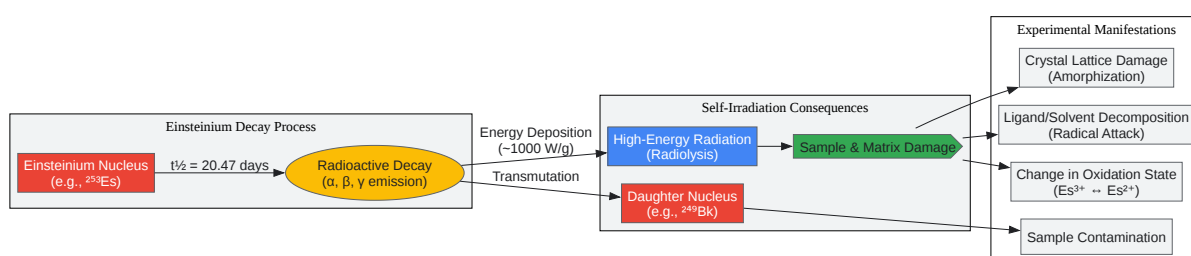 Einsteinium Decay Process
Einsteinium Nucleus
(e.g., ²⁵³Es)
t½ = 20.47 days
Radioactive Decay
(α, β, γ emission)
Energy Deposition
(~1000 W/g)
Transmutation
Self-Irradiation Consequences
High-Energy Radiation
(Radiolysis)
Sample & Matrix Damage
Daughter Nucleus
(e.g., ²⁴⁹Bk)
Experimental Manifestations
Crystal Lattice Damage
(Amorphization)
Ligand/Solvent Decomposition
(Radical Attack)
Change in Oxidation State
(Es³⁺ ↔ Es²⁺)
Sample Contamination